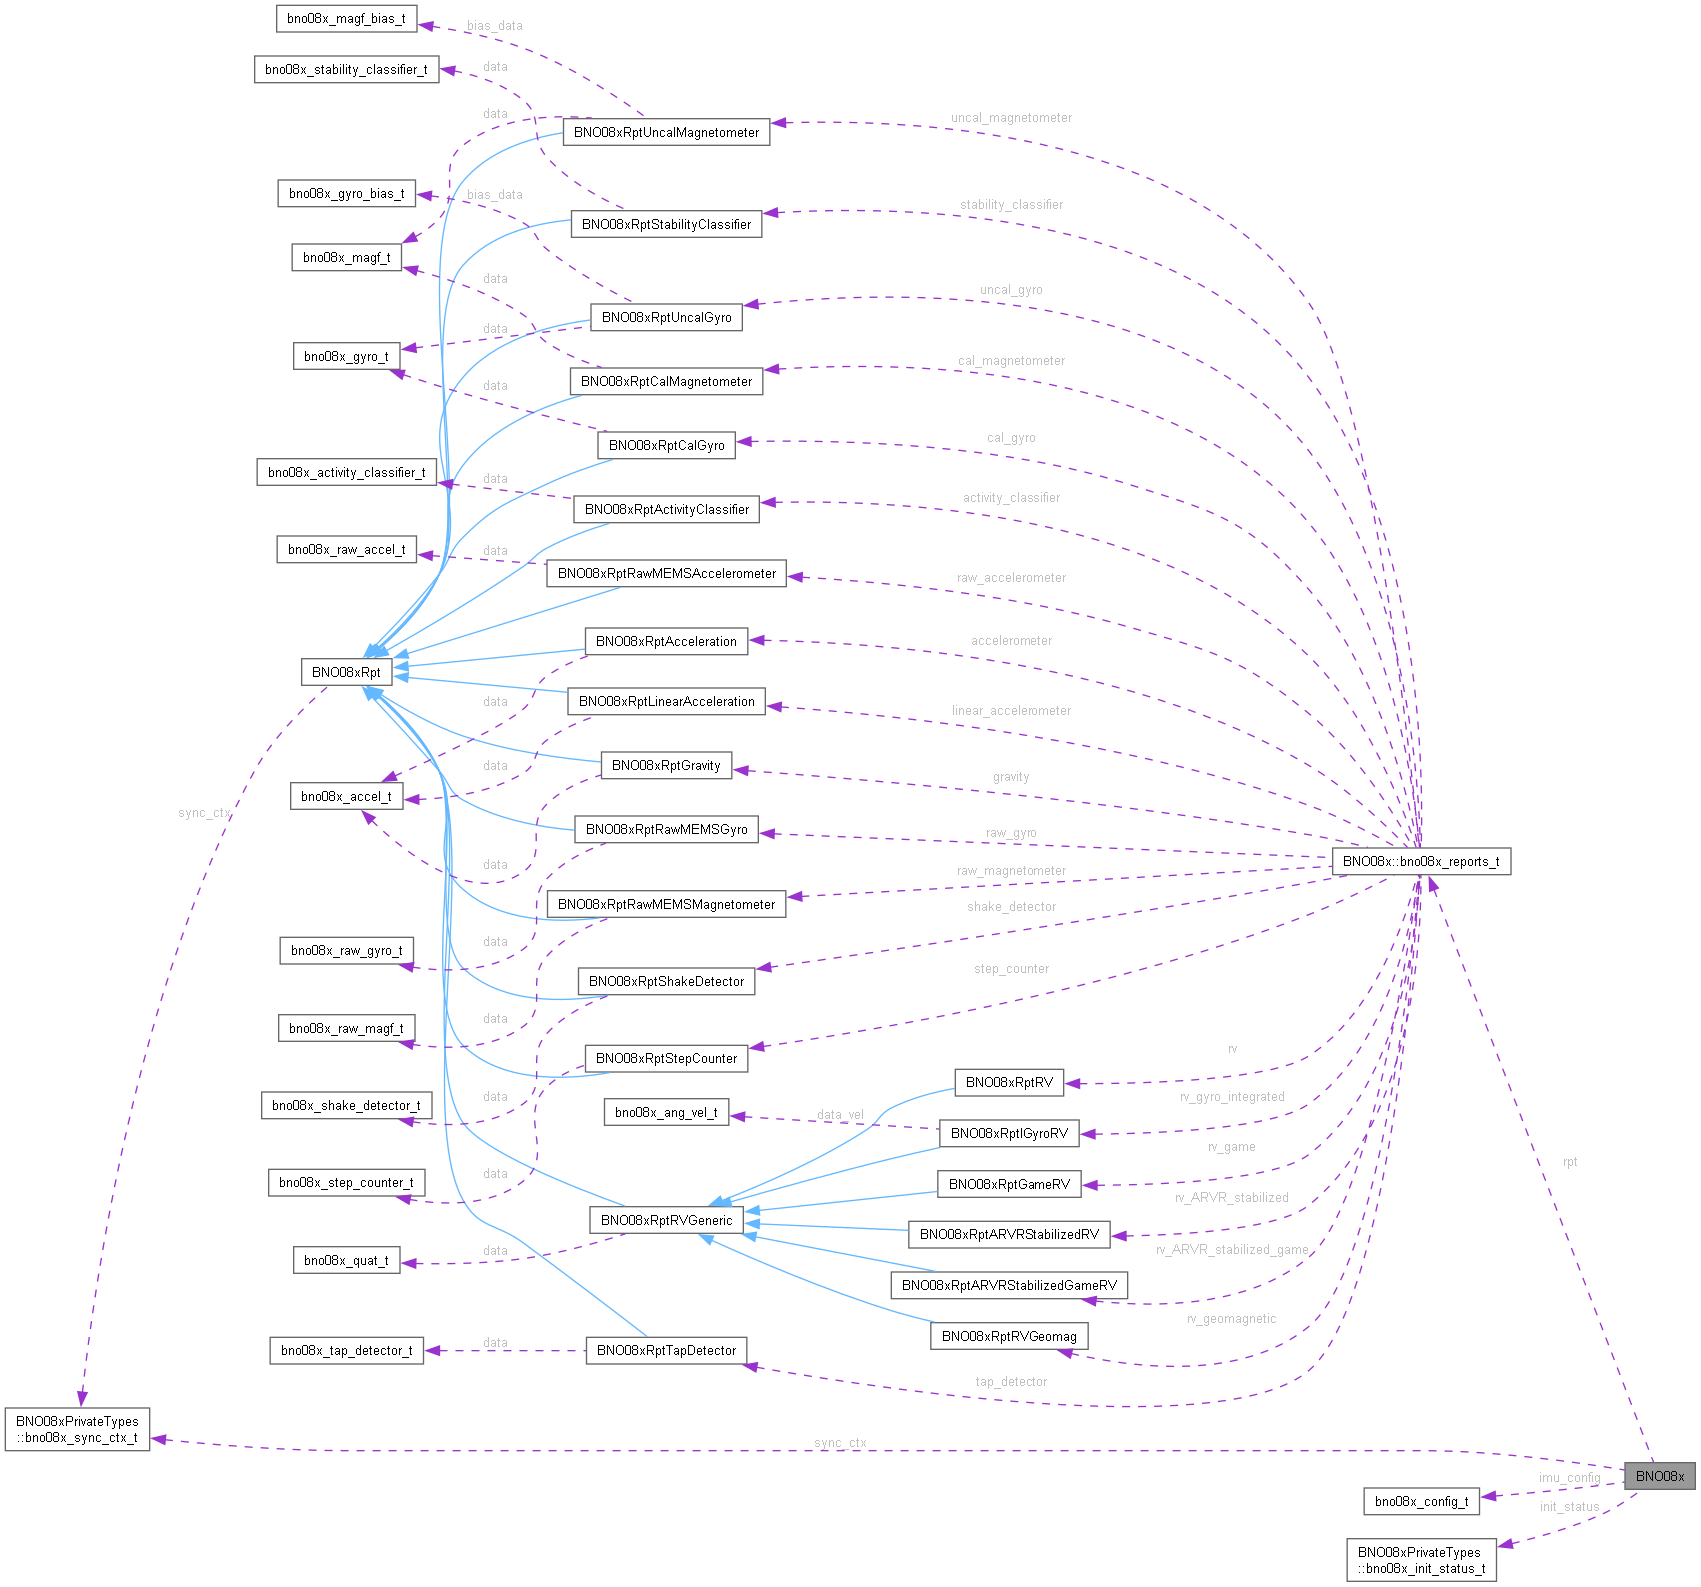 bno08x_magf_bias_t
bias_data
bno08x_stability_classifier_t
data
data
uncal_magnetometer
BNO08xRptUncalMagnetometer
bno08x_gyro_bias_t
bias_data
stability_classifier
BNO08xRptStabilityClassifier
bno08x_magf_t
data
uncal_gyro
BNO08xRptUncalGyro
data
bno08x_gyro_t
cal_magnetometer
BNO08xRptCalMagnetometer
data
cal_gyro
BNO08xRptCalGyro
bno08x_activity_classifier_t
data
activity_classifier
BNO08xRptActivityClassifier
bno08x_raw_accel_t
data
BNO08xRptRawMEMSAccelerometer
raw_accelerometer
BNO08xRptAcceleration
accelerometer
BNO08xRpt
data
BNO08xRptLinearAcceleration
linear_accelerometer
data
BNO08xRptGravity
gravity
bno08x_accel_t
sync_ctx
BNO08xRptRawMEMSGyro
raw_gyro
data
BNO08x::bno08x_reports_t
raw_magnetometer
BNO08xRptRawMEMSMagnetometer
shake_detector
bno08x_raw_gyro_t
data
BNO08xRptShakeDetector
step_counter
bno08x_raw_magf_t
data
BNO08xRptStepCounter
rv
BNO08xRptRV
bno08x_shake_detector_t
data
bno08x_ang_vel_t
data_vel
rv_gyro_integrated
BNO08xRptIGyroRV
rv_game
bno08x_step_counter_t
data
BNO08xRptGameRV
rpt
rv_ARVR_stabilized
BNO08xRptRVGeneric
BNO08xRptARVRStabilizedRV
bno08x_quat_t
data
rv_ARVR_stabilized_game
BNO08xRptARVRStabilizedGameRV
rv_geomagnetic
BNO08xRptRVGeomag
bno08x_tap_detector_t
data
BNO08xRptTapDetector
tap_detector
BNO08xPrivateTypes
::bno08x_sync_ctx_t
sync_ctx
BNO08x
imu_config
bno08x_config_t
init_status
BNO08xPrivateTypes
::bno08x_init_status_t